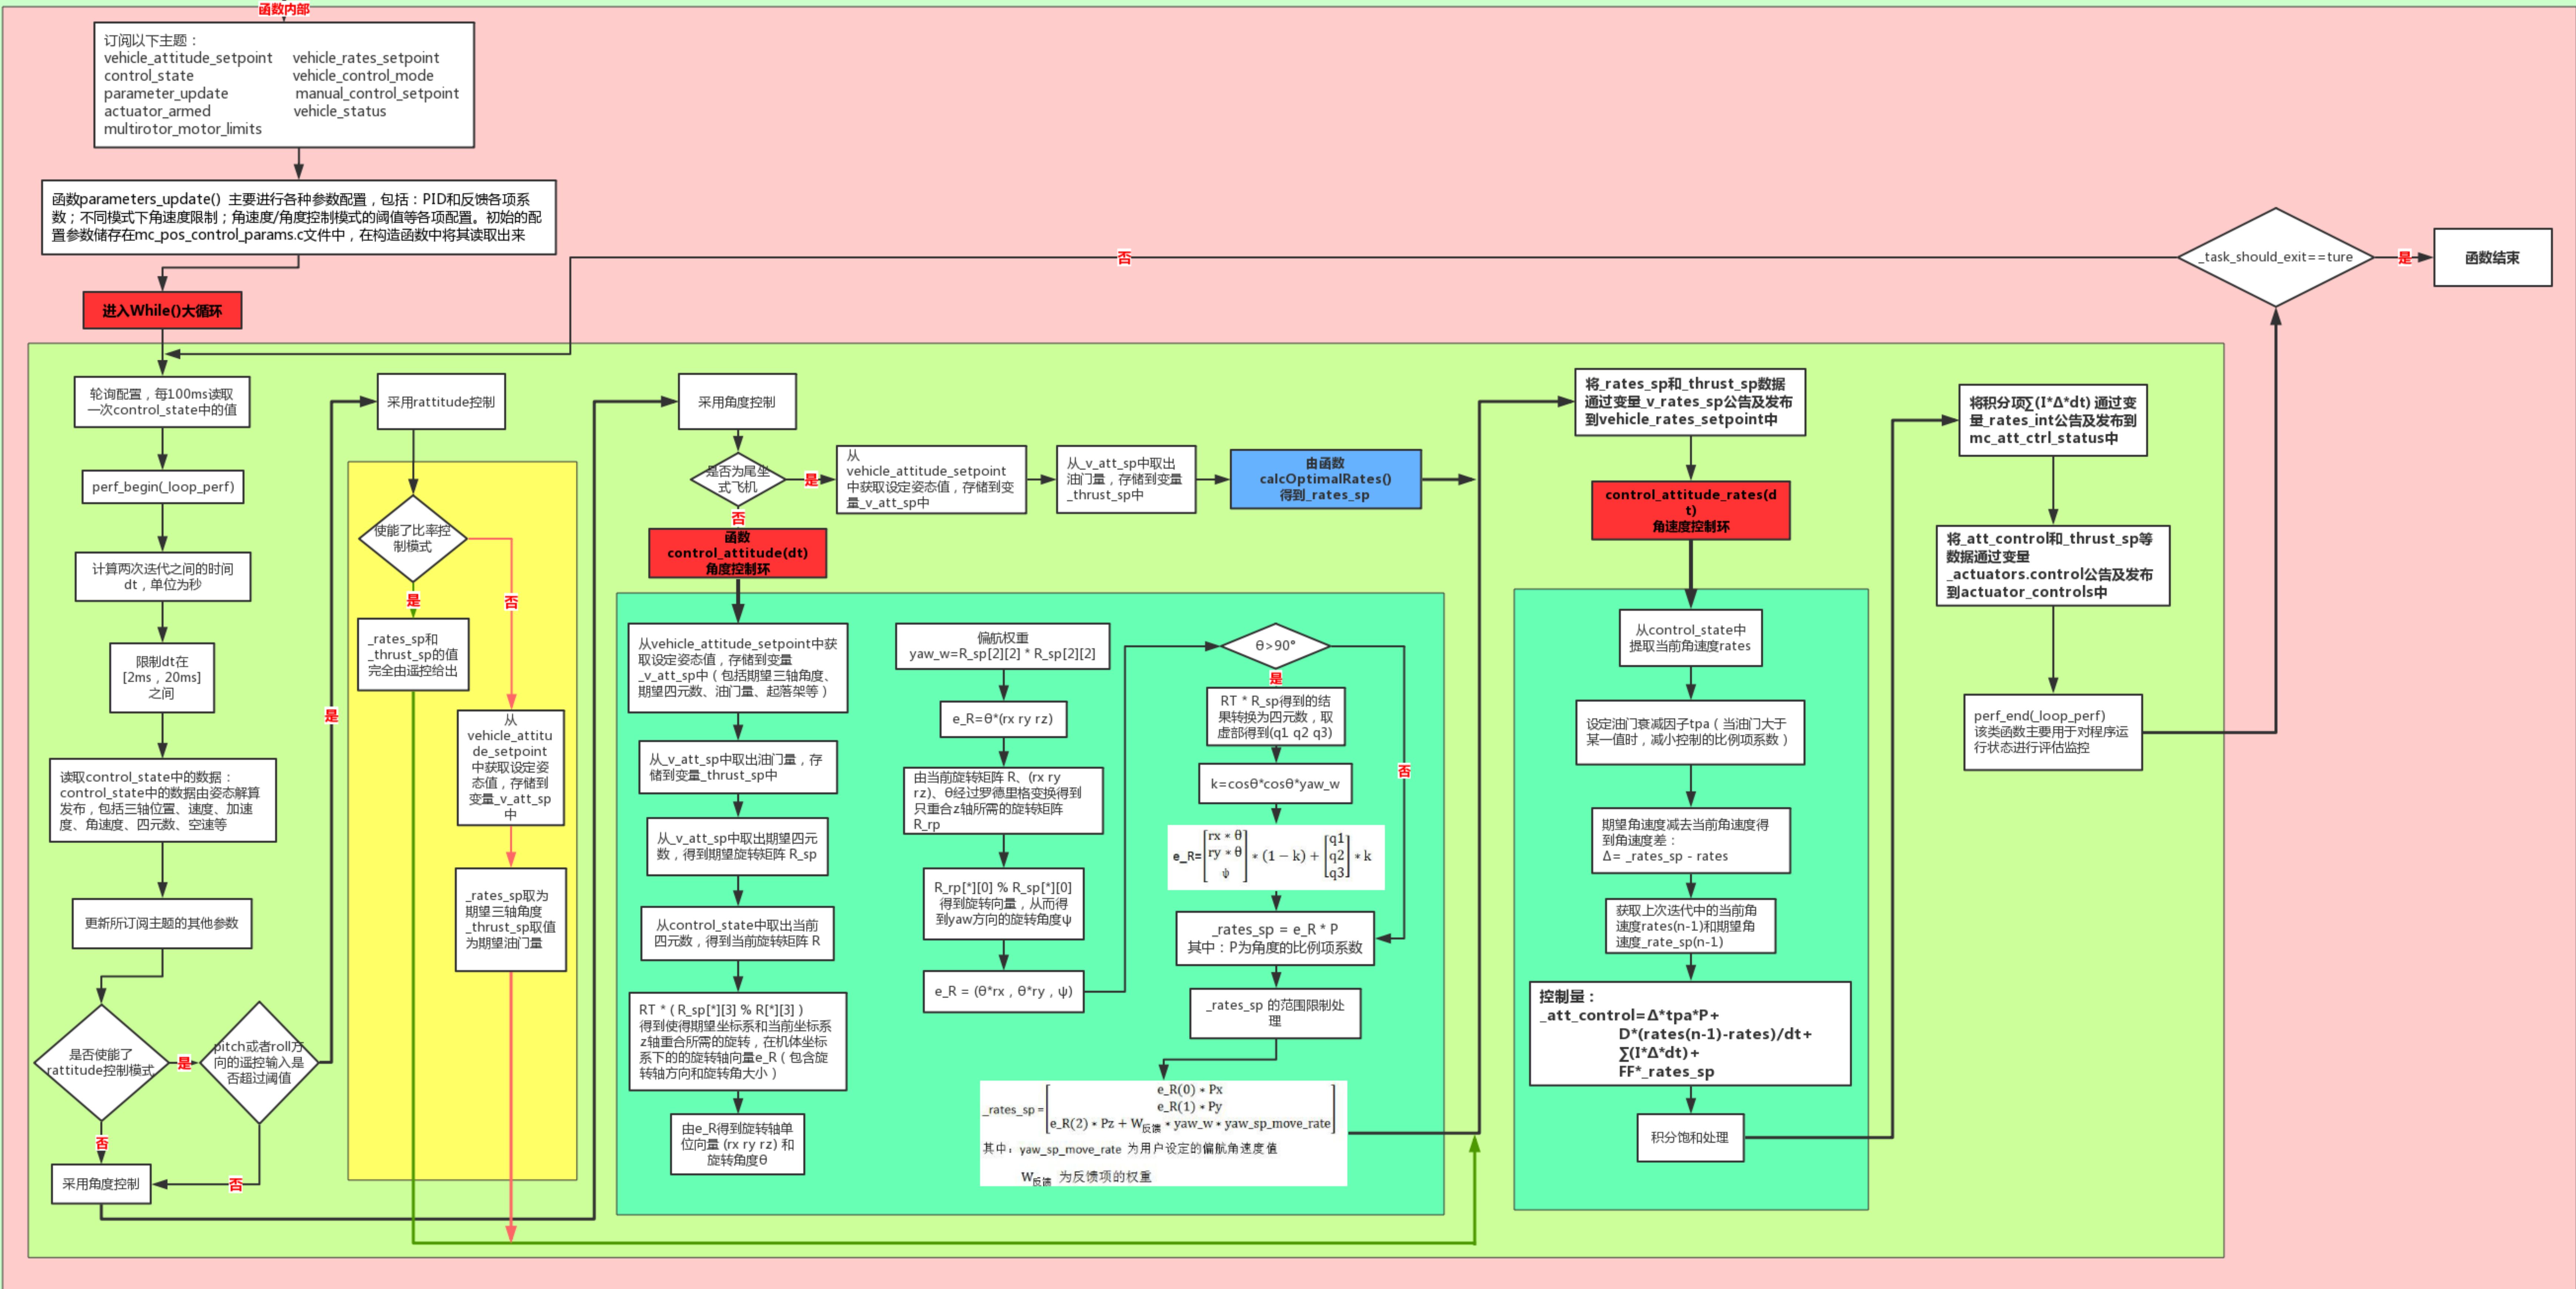 函数内部
订阅以下主题：
vehicle_attitude_setpoint vehicle_rates_setpoint
control_state vehicle_control_mode
parameter_update manual_control_setpoint
actuator_armed vehicle_status
multirotor_motor_limits
函数parameters_update() 主要进行各种参数配置，包括：PID和反馈各项系
数；不同模式下角速度限制；角速度/角度控制模式的阈值等各项配置。初始的配
置参数储存在mc_pos_control_params.c文件中，在构造函数中将其读取出来
进入While()大循环
否
_task_should_exit==ture
是
函数结束
轮询配置，每100ms读取
一次control_state中的值
perf_begin(_loop_perf)
计算两次迭代之间的时间
dt，单位为秒
限制dt在
[2ms，20ms]
之间
读取control_state中的数据：
control_state中的数据由姿态解算
发布，包括三轴位置、速度、加速
度、角速度、四元数、空速等
更新所订阅主题的其他参数
是否使能了
rattitude控制模式
是
pitch或者roll方
向的遥控输入是
否超过阈值
否
否
采用角度控制
是
采用rattitude控制
使能了比率控
制模式
是
否
_rates_sp和
_thrust_sp的值
完全由遥控给出
从
vehicle_attitu
de_setpoint
中获取设定姿
态值，存储到
变量_v_att_sp
中
_rates_sp取为
期望三轴角度
_thrust_sp取值
为期望油门量
采用角度控制
是否为尾坐
式飞机
是
从
vehicle_attitude_setpoint
中获取设定姿态值，存储到变
量_v_att_sp中
从_v_att_sp中取出
油门量，存储到变量
_thrust_sp中
由函数
calcOptimalRates()
得到_rates_sp
否
函数
control_attitude(dt)
角度控制环
从vehicle_attitude_setpoint中获
取设定姿态值，存储到变量
_v_att_sp中（包括期望三轴角度、
期望四元数、油门量、起落架等）
从_v_att_sp中取出油门量，存
储到变量_thrust_sp中
从_v_att_sp中取出期望四元
数，得到期望旋转矩阵 R_sp
从control_state中取出当前
四元数，得到当前旋转矩阵 R
RT * ( R_sp[*][3] % R[*][3] )
得到使得期望坐标系和当前坐标系
z轴重合所需的旋转，在机体坐标
系下的的旋转轴向量e_R（包含旋
转轴方向和旋转角大小）
由e_R得到旋转轴单
位向量 (rx ry rz) 和
旋转角度θ
偏航权重
yaw_w=R_sp[2][2] * R_sp[2][2]
e_R=θ*(rx ry rz)
由当前旋转矩阵 R、(rx ry
rz)、θ经过罗德里格变换得到
只重合z轴所需的旋转矩阵
R_rp
R_rp[*][0] % R_sp[*][0]
得到旋转向量，从而得
到yaw方向的旋转角度ψ
e_R = (θ*rx，θ*ry，ψ)
θ>90°
是
否
RT * R_sp得到的结
果转换为四元数，取
虚部得到(q1 q2 q3)
k=cosθ*cosθ*yaw_w
e_R=[rx * θ ry * θ ψ] * (1 − k) + [q1 q2 q3] * k
_rates_sp = e_R * P
其中：P为角度的比例项系数
_rates_sp 的范围限制处
理
e_R(0) * Px
_rates_sp = e_R(1) * Py
e_R(2) * Pz + W反馈 * yaw_w * yaw_sp_move_rate
其中：yaw_sp_move_rate 为用户设定的偏航角速度值
W反馈 为反馈项的权重
将_rates_sp和_thrust_sp数据
通过变量_v_rates_sp公告及发布
到vehicle_rates_setpoint中
control_attitude_rates(d
t)
角速度控制环
从control_state中
提取当前角速度rates
设定油门衰减因子tpa（当油门大于
某一值时，减小控制的比例项系数）
期望角速度减去当前角速度得
到角速度差：
Δ= _rates_sp - rates
获取上次迭代中的当前角
速度rates(n-1)和期望角
速度_rate_sp(n-1)
控制量：
_att_control=Δ*tpa*P+
D*(rates(n-1)-rates)/dt+
∑(I*Δ*dt)+
FF*_rates_sp
积分饱和处理
将积分项∑(I*Δ*dt) 通过变
量_rates_int公告及发布到
mc_att_ctrl_status中
将_att_control和_thrust_sp等
数据通过变量
_actuators.control公告及发布
到actuator_controls中
perf_end(_loop_perf)
该类函数主要用于对程序运
行状态进行评估监控